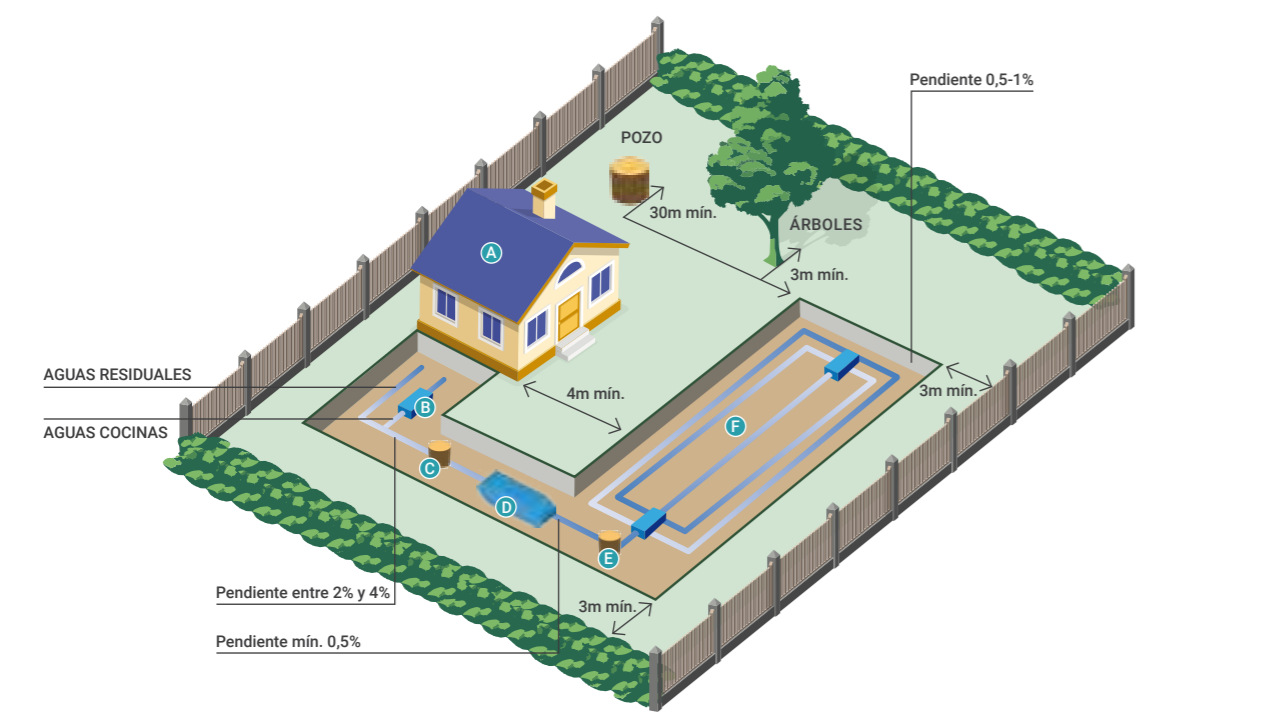 Pendiente 0,5-1%
POZO
30m mín.
ÁRBOLES
3m mín.
A
AGUAS RESIDUALES
4m mín.
3m mín.
B
AGUAS COCINAS
F
C
D
E
Pendiente entre 2% y 4%
3m mín.
Pendiente mín. 0,5%